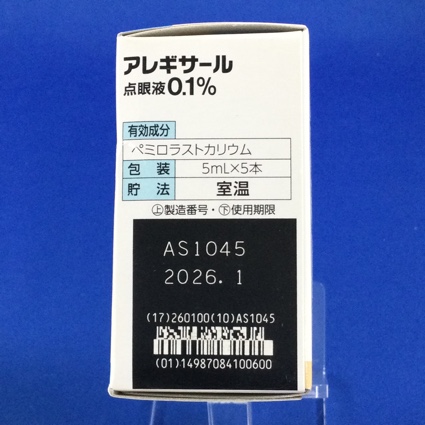 アレギサール
点眼液0.1%
有効成分
ペミロラストカリウム
包装 5mL×5本
貯法 室温
㊤製造番号・㊦使用期限
AS1045
2026.1
(17)260100(10)AS1045
(01)14987084100600